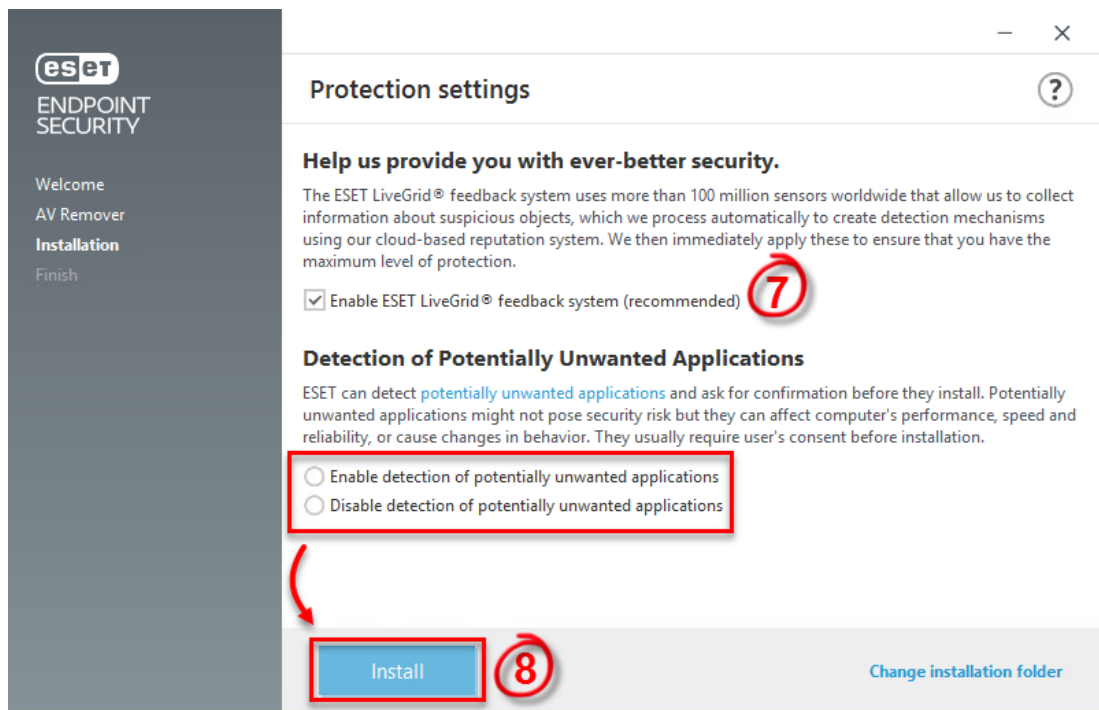 eset
ENDPOINT
SECURITY
Welcome
AV Remover
Installation
Finish
Protection settings
?
Help us provide you with ever-better security.
The ESET LiveGrid® feedback system uses more than 100 million sensors worldwide that allow us to collect
information about suspicious objects, which we process automatically to create detection mechanisms
using our cloud-based reputation system. We then immediately apply these to ensure that you have the
maximum level of protection.
Enable ESET LiveGrid® feedback system (recommended)
7
Detection of Potentially Unwanted Applications
ESET can detect potentially unwanted applications and ask for confirmation before they install. Potentially
unwanted applications might not pose security risk but they can affect computer's performance, speed and
reliability, or cause changes in behavior. They usually require user's consent before installation.
Enable detection of potentially unwanted applications
Disable detection of potentially unwanted applications
Install
8
Change installation folder